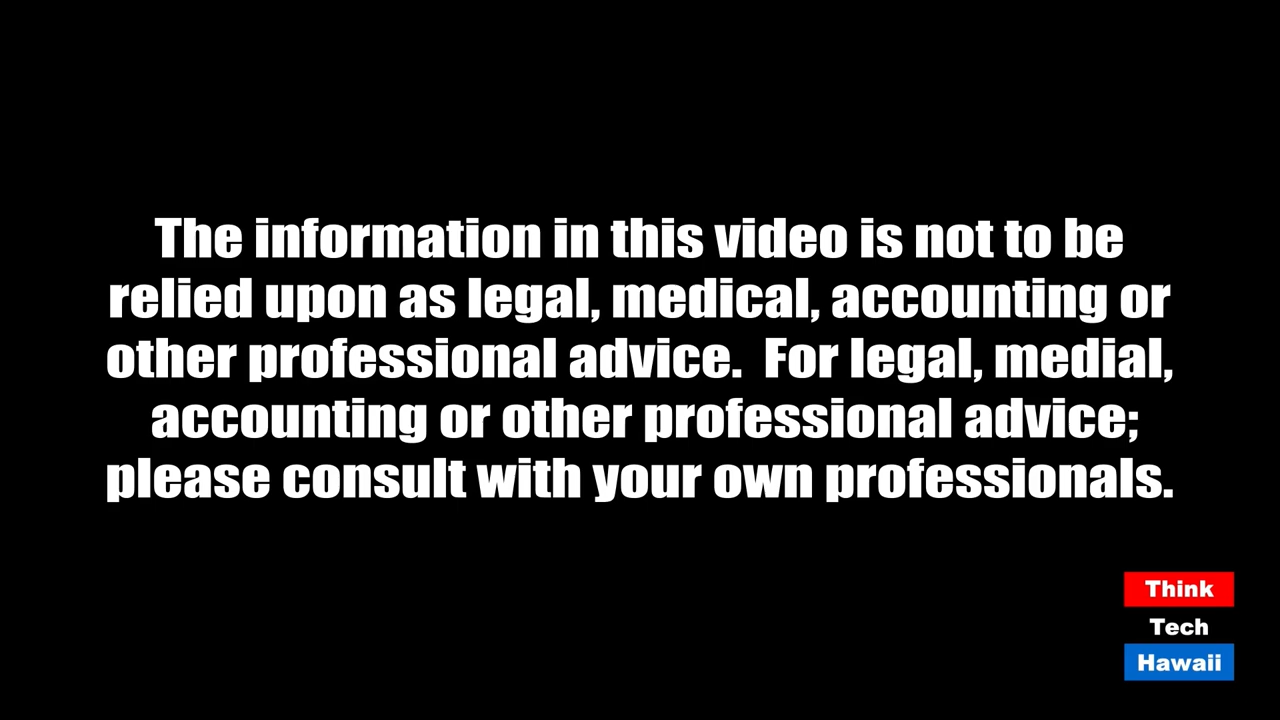 The information in this video is not to be
relied upon as legal, medical, accounting or
other professional advice.  For legal, medial,
accounting or other professional advice;
please consult with your own professionals.
Think
Tech
Hawaii